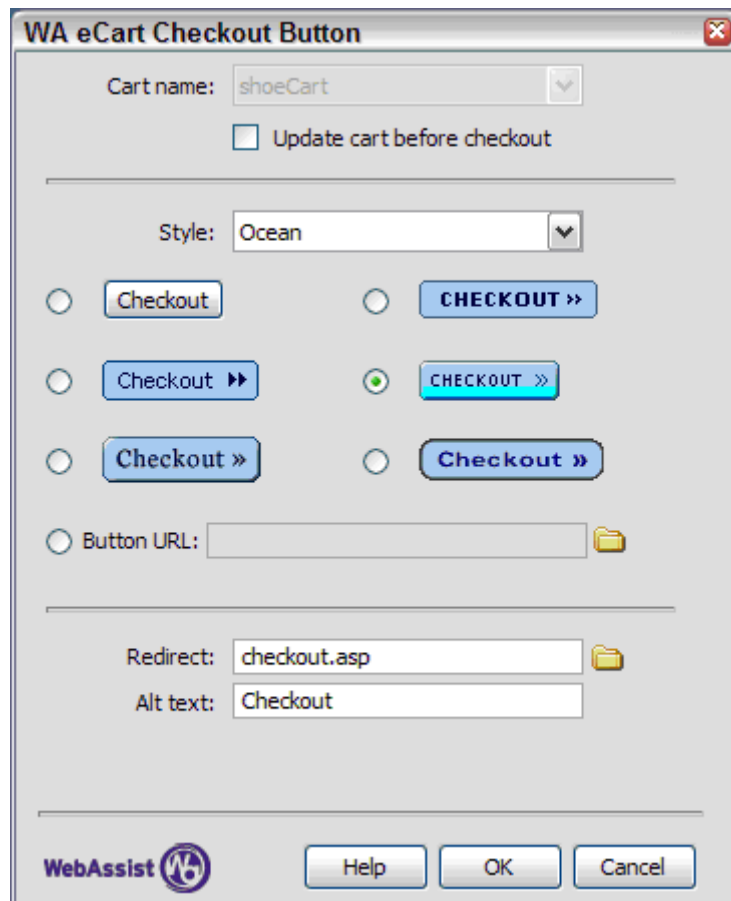 WA eCart Checkout Button
Cart name: shoeCart
Update cart before checkout
Style: Ocean
Checkout CHECKOUT »
Checkout CHECKOUT »
Checkout » Checkout »
Button URL:
Redirect: checkout.asp
Alt text: Checkout
WebAssist WA Help OK Cancel